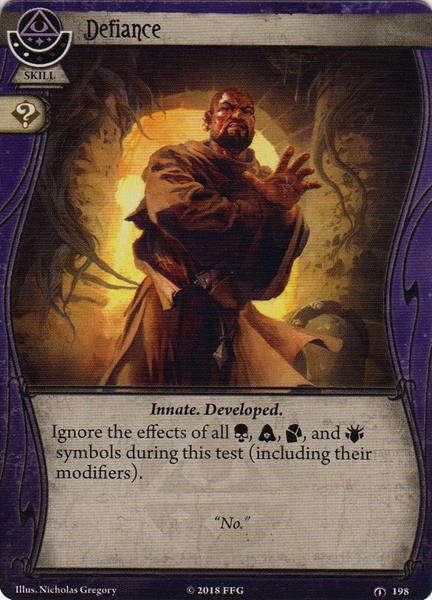 Defiance
SKILL
?
Innate. Developed.
Ignore the effects of all , , , and
symbols during this test (including their
modifiers).
“No.”
Illus. Nicholas Gregory © 2018 FFG 198